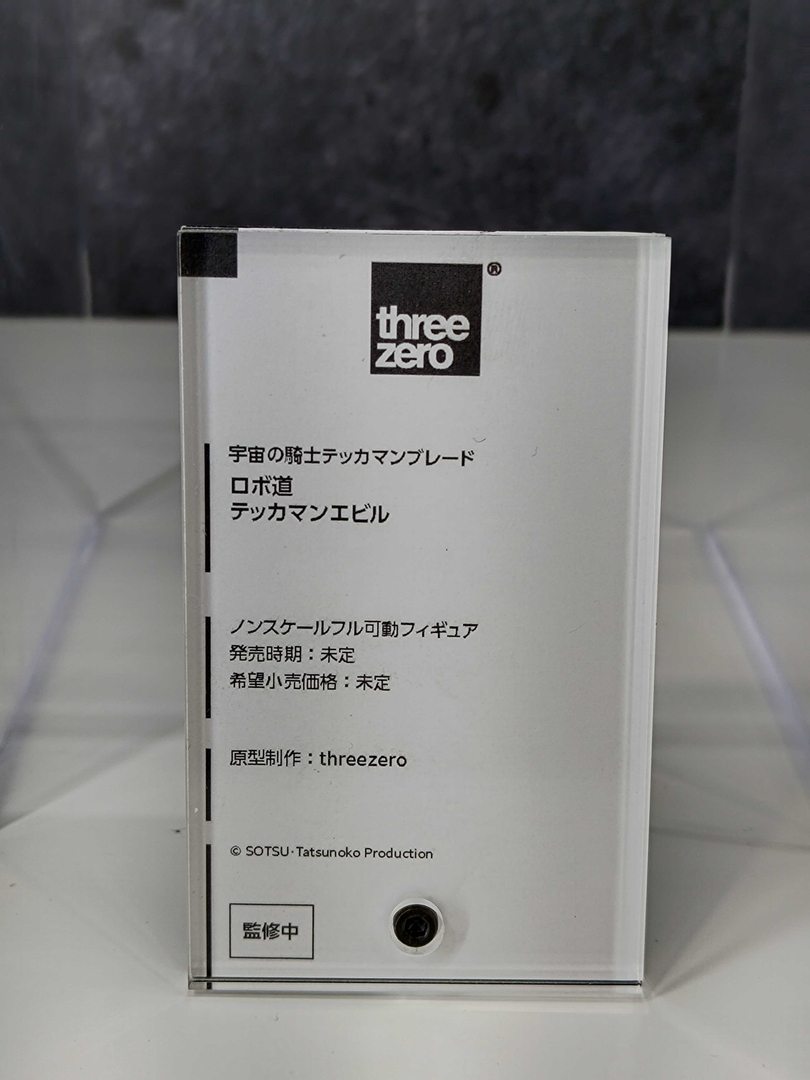 three
zero
®
宇宙の騎士テッカマンブレード
ロボ道
テッカマンエビル
ノンスケールフル可動フィギュア
発売時期：未定
希望小売価格：未定
原型制作：threezero
© SOTSU･Tatsunoko Production
監修中